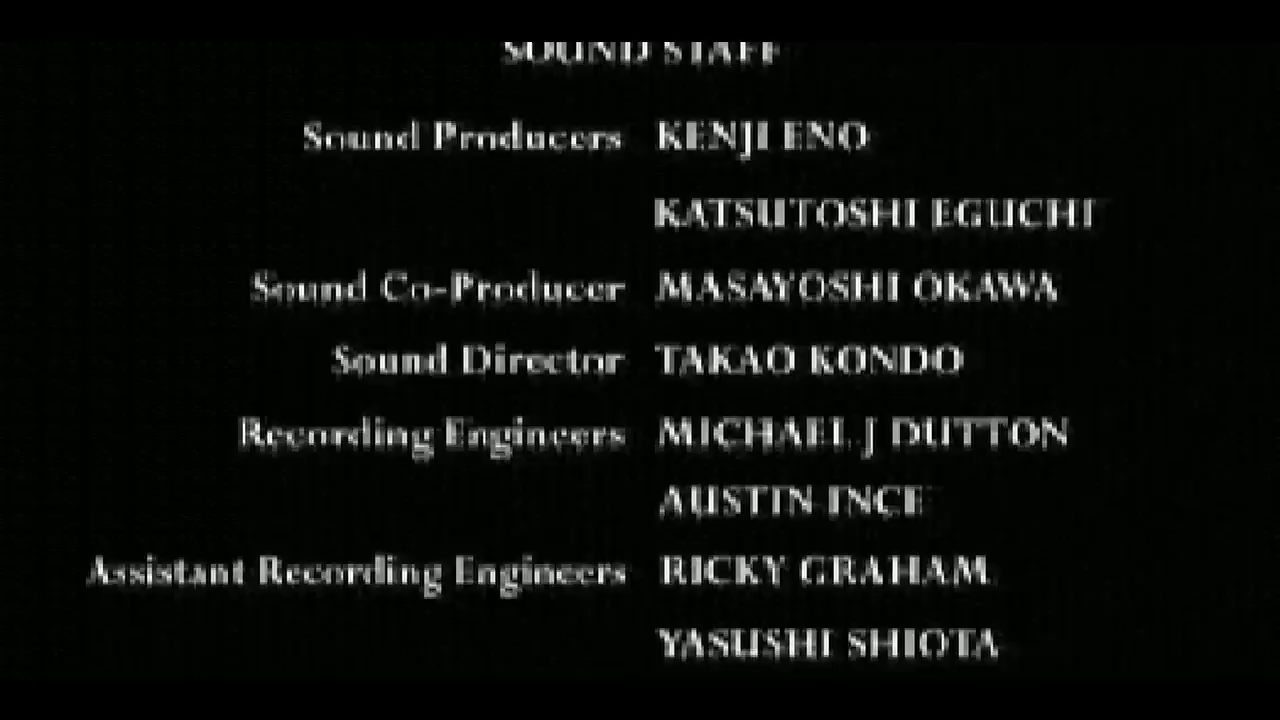 SOUND STAFF
Sound Producers KENJI ENO
KATSUTOSHI EGUCHI
Sound Co-Producer MASAYOSHI OKAWA
Sound Director TAKAO KONDO
Recording Engineers MICHAEL J DUTTON
AUSTIN INCE
Assistant Recording Engineers RICKY GRAHAM
YASUSHI SHIOTA